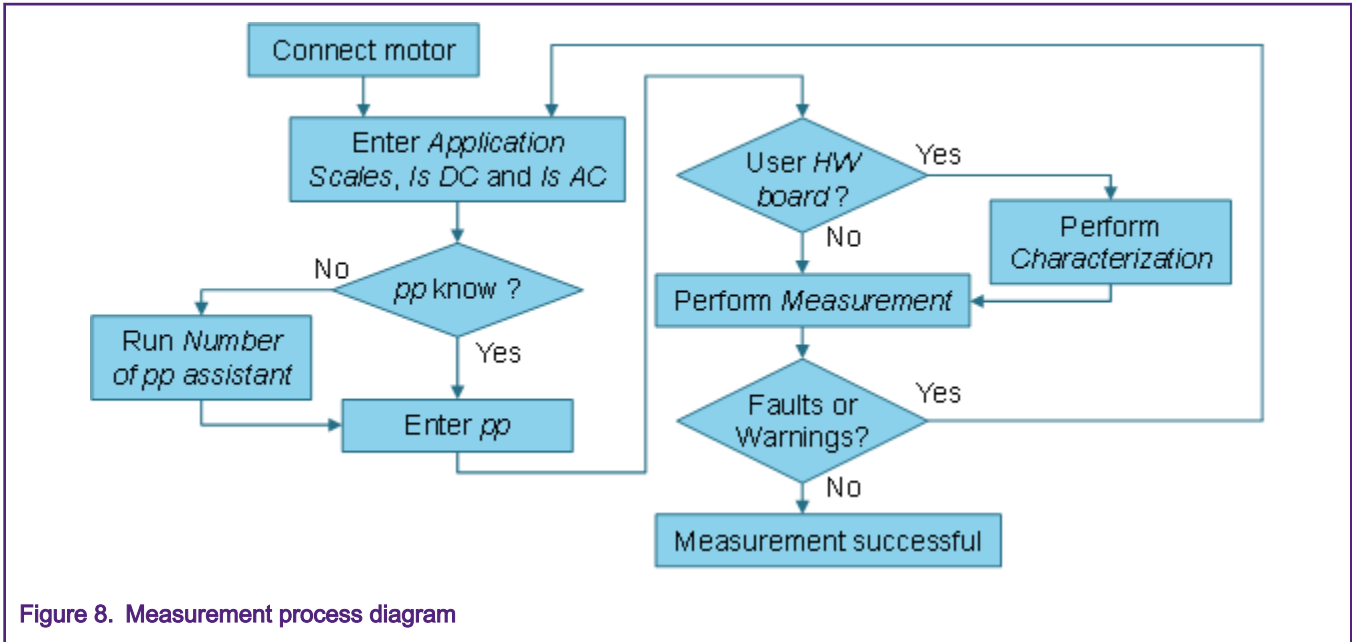 Connect motor
Enter Application
Scales, Is DC and Is AC
pp know ?
No
Yes
Run Number
of pp assistant
Enter pp
User HW
board ?
Yes
No
Perform
Characterization
Perform Measurement
Faults or
Warnings?
Yes
No
Measurement successful
Figure 8. Measurement process diagram